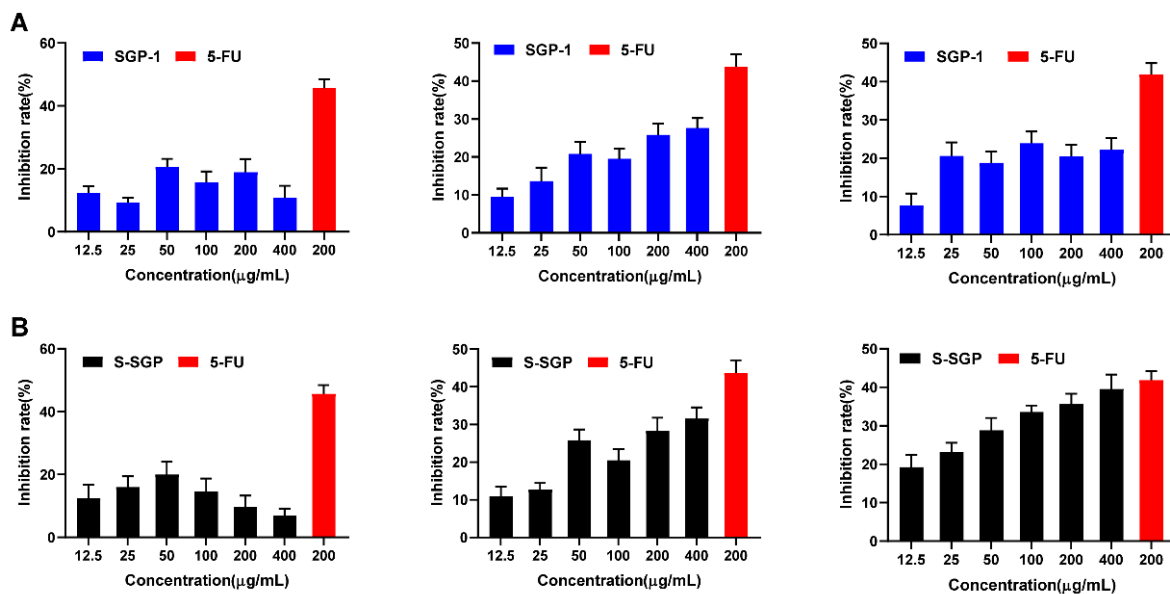 A
SGP-1 5-FU
Inhibition rate(%)
60
40
20
0
12.5 25 50 100 200 400 200
Concentration(μg/mL)
SGP-1 5-FU
Inhibition rate(%)
50
40
30
20
10
0
12.5 25 50 100 200 400 200
Concentration(μg/mL)
SGP-1 5-FU
Inhibition rate(%)
50
40
30
20
10
0
12.5 25 50 100 200 400 200
Concentration(μg/mL)
B
S-SGP 5-FU
Inhibition rate(%)
60
40
20
0
12.5 25 50 100 200 400 200
Concentration(μg/mL)
S-SGP 5-FU
Inhibition rate(%)
50
40
30
20
10
0
12.5 25 50 100 200 400 200
Concentration(μg/mL)
S-SGP 5-FU
Inhibition rate(%)
50
40
30
20
10
0
12.5 25 50 100 200 400 200
Concentration(μg/mL)